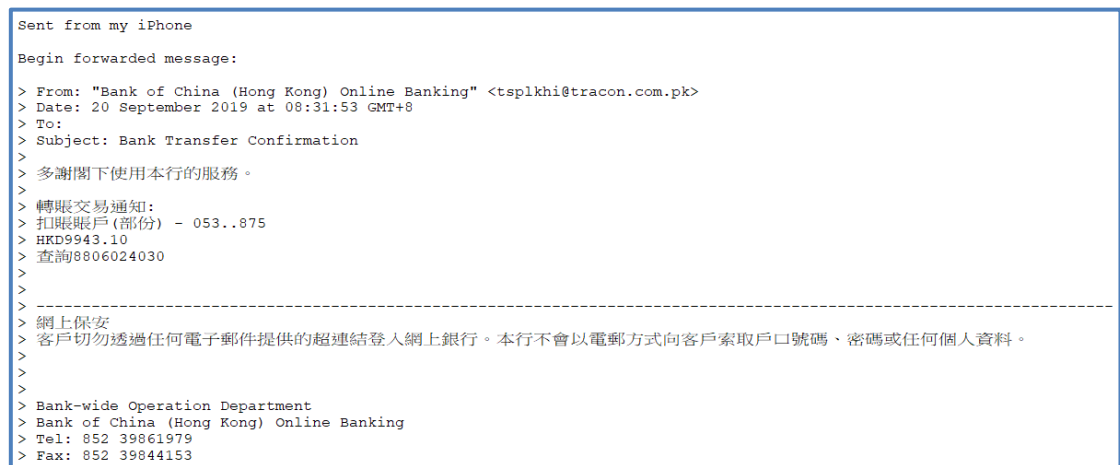 Sent from my iPhone
Begin forwarded message:
> From: "Bank of China (Hong Kong) Online Banking" <tsplkhi@tracon.com.pk>
> Date: 20 September 2019 at 08:31:53 GMT+8
> To:
> Subject: Bank Transfer Confirmation
>
> 多謝閣下使用本行的服務。
>
> 轉賬交易通知:
> 扣賬賬戶(部份) - 053..875
> HKD9943.10
> 查詢8806024030
>
>
> ----------------------------------------------------------------------------------------------------------------------
> 網上保安
> 客戶切勿透過任何電子郵件提供的超連結登入網上銀行。本行不會以電郵方式向客戶索取戶口號碼、密碼或任何個人資料。
>
>
> Bank-wide Operation Department
> Bank of China (Hong Kong) Online Banking
> Tel: 852 39861979
> Fax: 852 39844153